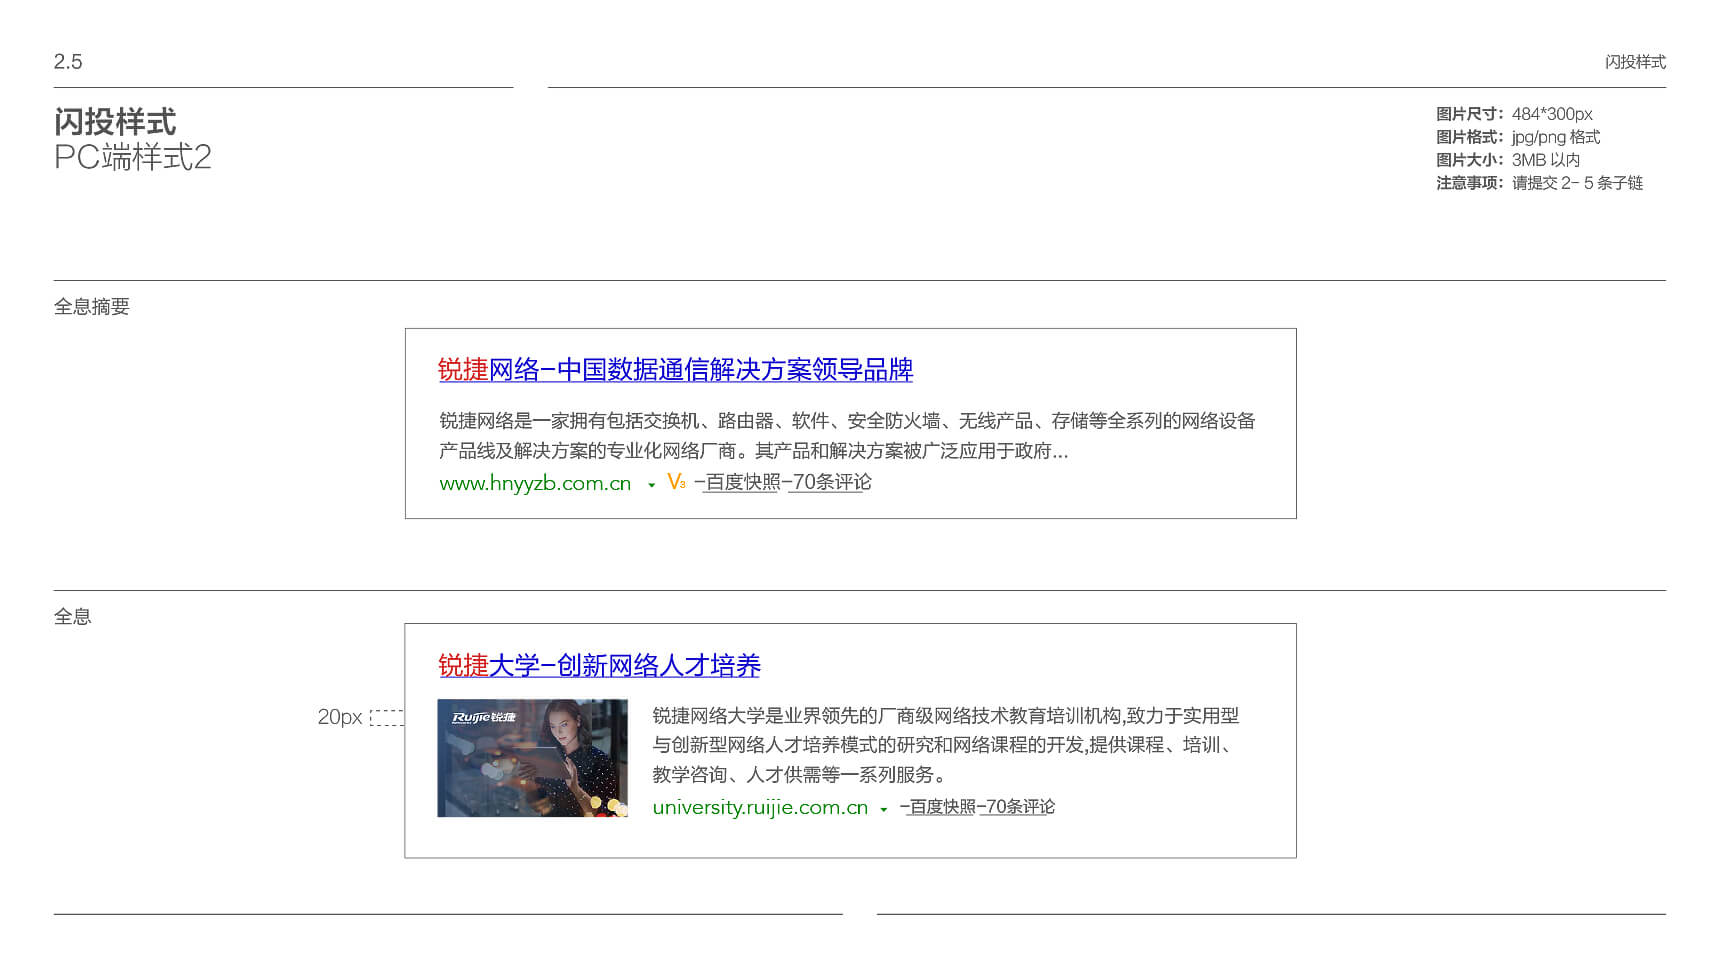 2.5
闪投样式
闪投样式
PC端样式2
图片尺寸：484*300px
图片格式：jpg/png 格式
图片大小：3MB 以内
注意事项：请提交 2- 5 条子链
全息摘要
锐捷网络-中国数据通信解决方案领导品牌
锐捷网络是一家拥有包括交换机、路由器、软件、安全防火墙、无线产品、存储等全系列的网络设备
产品线及解决方案的专业化网络厂商。其产品和解决方案被广泛应用于政府...
www.hnyyzb.com.cn V3 -百度快照-70条评论
全息
锐捷大学-创新网络人才培养
20px
Ruijie锐捷
锐捷网络大学是业界领先的厂商级网络技术教育培训机构,致力于实用型
与创新型网络人才培养模式的研究和网络课程的开发,提供课程、培训、
教学咨询、人才供需等一系列服务。
university.ruijie.com.cn -百度快照-70条评论